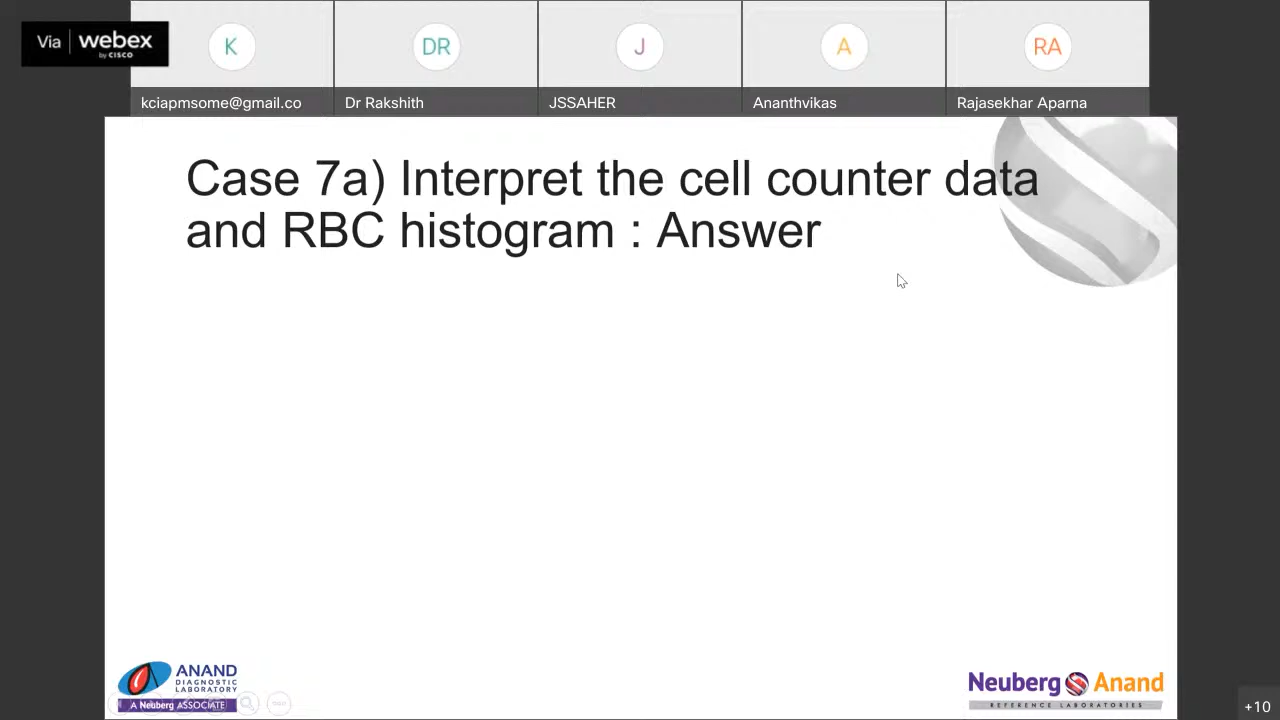 Via webex
by CISCO
K
DR
J
A
RA
kciapmsome@gmail.co
Dr Rakshith
JSSAHER
Ananthvikas
Rajasekhar Aparna
Case 7a) Interpret the cell counter data
and RBC histogram : Answer
ANAND
DIAGNOSTIC
LABORATORY
A Neuberg ASSOCIATE
Neuberg Anand
REFERENCE LABORATORIES
+10